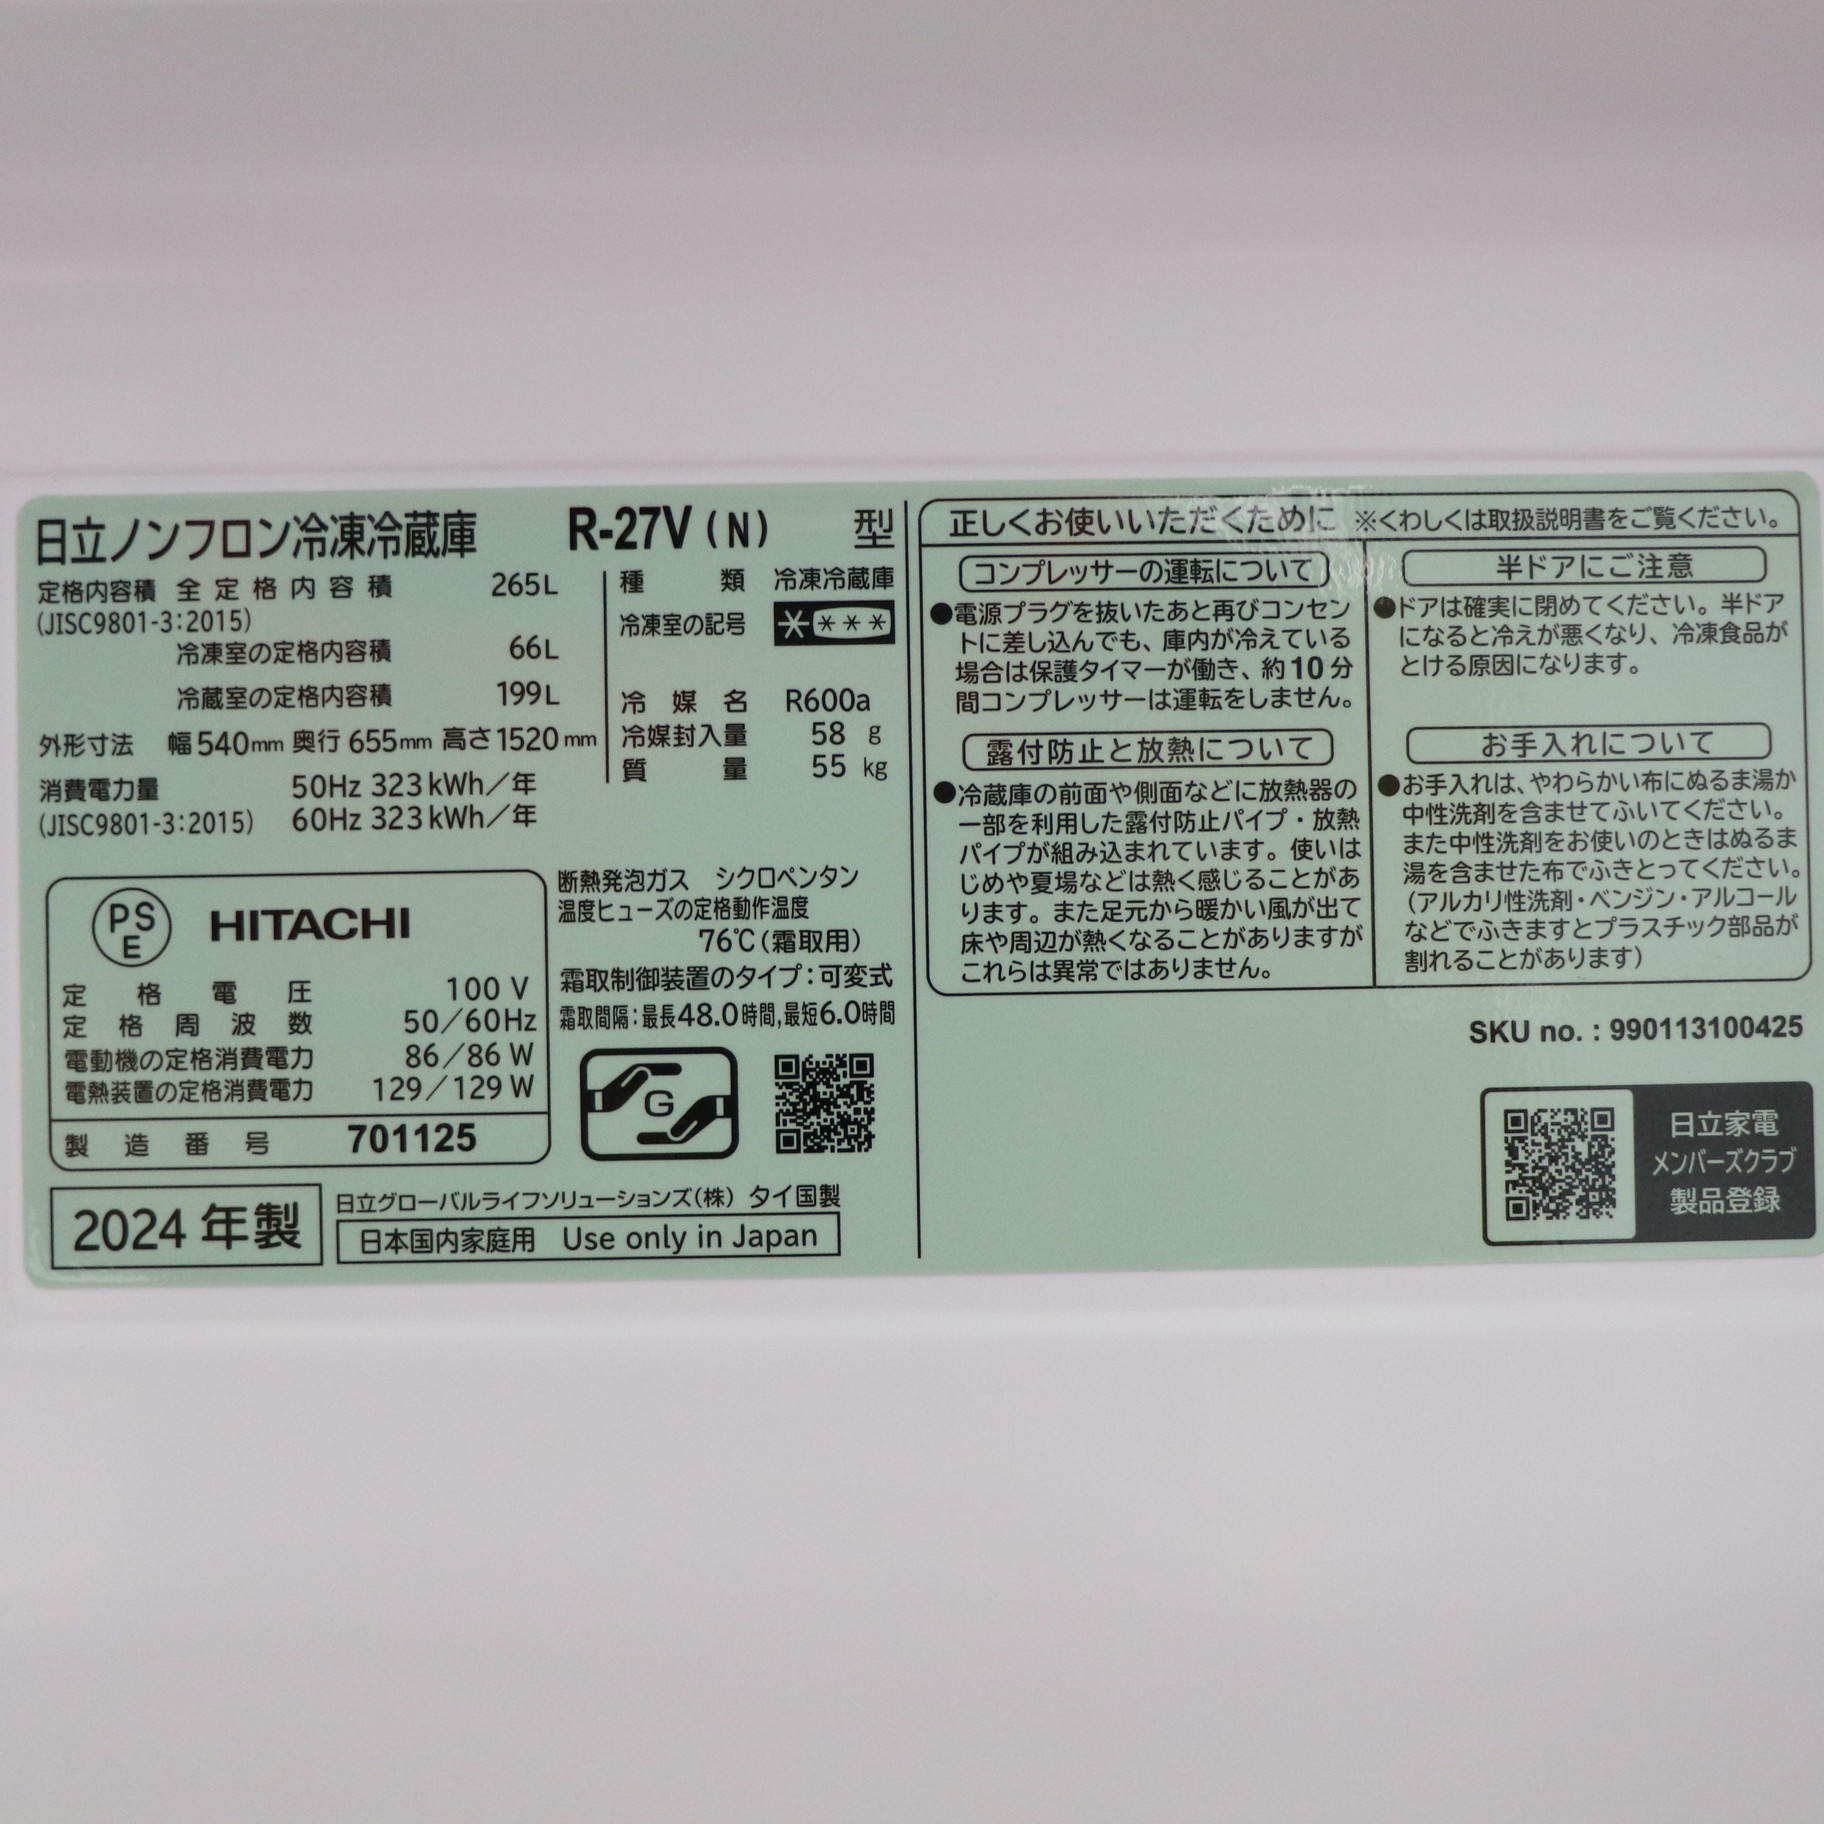 日立ノンフロン冷凍冷蔵庫 R-27V(N) 型
定格内容積 全定格内容積 265L
(JISC9801-3:2015)
冷凍室の定格内容積 66L
冷蔵室の定格内容積 199L
外形寸法 幅540mm 奥行655mm 高さ1520mm
消費電力量 50Hz 323kWh/年
(JISC9801-3:2015) 60Hz 323kWh/年
種類 冷凍冷蔵庫
冷凍室の記号 ****
冷媒名 R600a
冷媒封入量 58 g
質量 55 kg
PSE HITACHI
定格電圧 100 V
定格周波数 50/60Hz
電動機の定格消費電力 86/86 W
電熱装置の定格消費電力 129/129 W
製造番号 701125
断熱発泡ガス シクロペンタン
温度ヒューズの定格動作温度
76℃(霜取用)
霜取制御装置のタイプ:可変式
霜取間隔:最長48.0時間,最短6.0時間
G
2024年製
日立グローバルライフソリューションズ(株) タイ国製
日本国内家庭用 Use only in Japan
正しくお使いいただくために ※くわしくは取扱説明書をご覧ください。
コンプレッサーの運転について
●電源プラグを抜いたあと再びコンセン
トに差し込んでも、庫内が冷えている
場合は保護タイマーが働き、約10分
間コンプレッサーは運転をしません。
露付防止と放熱について
●冷蔵庫の前面や側面などに放熱器の
一部を利用した露付防止パイプ・放熱
パイプが組み込まれています。使いは
じめや夏場などは熱く感じることがあ
ります。また足元から暖かい風が出て
床や周辺が熱くなることがありますが
これらは異常ではありません。
半ドアにご注意
●ドアは確実に閉めてください。半ドア
になると冷えが悪くなり、冷凍食品が
とける原因になります。
お手入れについて
●お手入れは、やわらかい布にぬるま湯か
中性洗剤を含ませてふいてください。
また中性洗剤をお使いのときはぬるま
湯を含ませた布でふきとってください。
(アルカリ性洗剤・ベンジン・アルコール
などでふきますとプラスチック部品が
割れることがあります)
SKU no. : 990113100425
日立家電
メンバーズクラブ
製品登録